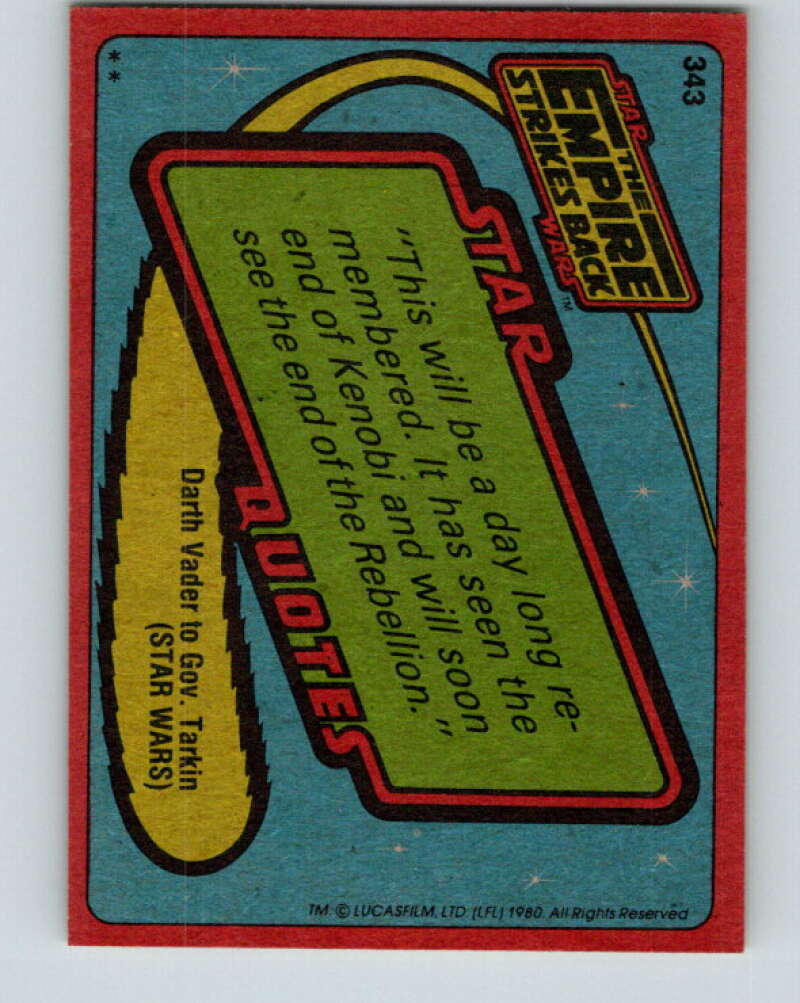 343
STAR
THE
EMPIRE
STRIKES BACK
WARS™
STAR
"This will be a day long re-
membered. It has seen the
end of Kenobi and will soon
see the end of the Rebellion."
QUOTES
Darth Vader to Gov. Tarkin
(STAR WARS)
**
TM: © LUCASFILM, LTD. (LFL) 1980. All Rights Reserved